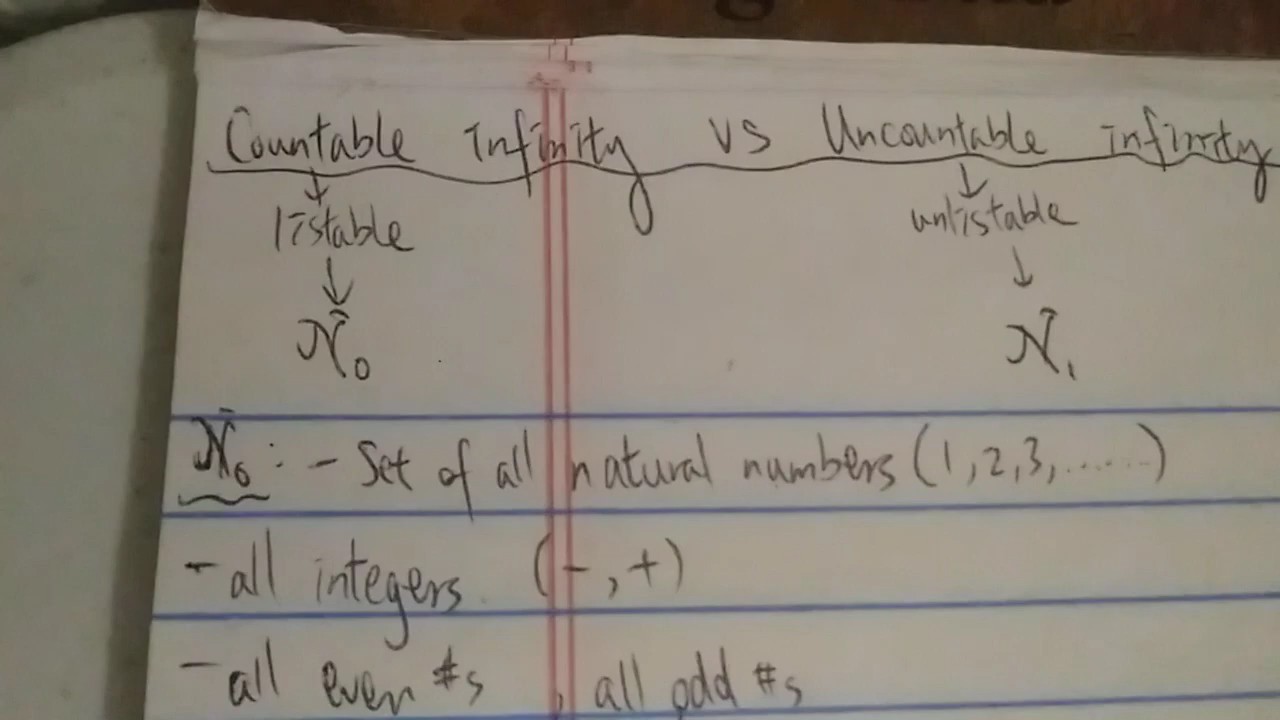 Countable infinity vs Uncountable infinity
↓ ↓
listable unlistable
↓ ↓
ℵ₀ ℵ₁
ℵ₀ : - Set of all natural numbers (1,2,3,......)
- all integers. (-,+)
- all even #s , all odd #s